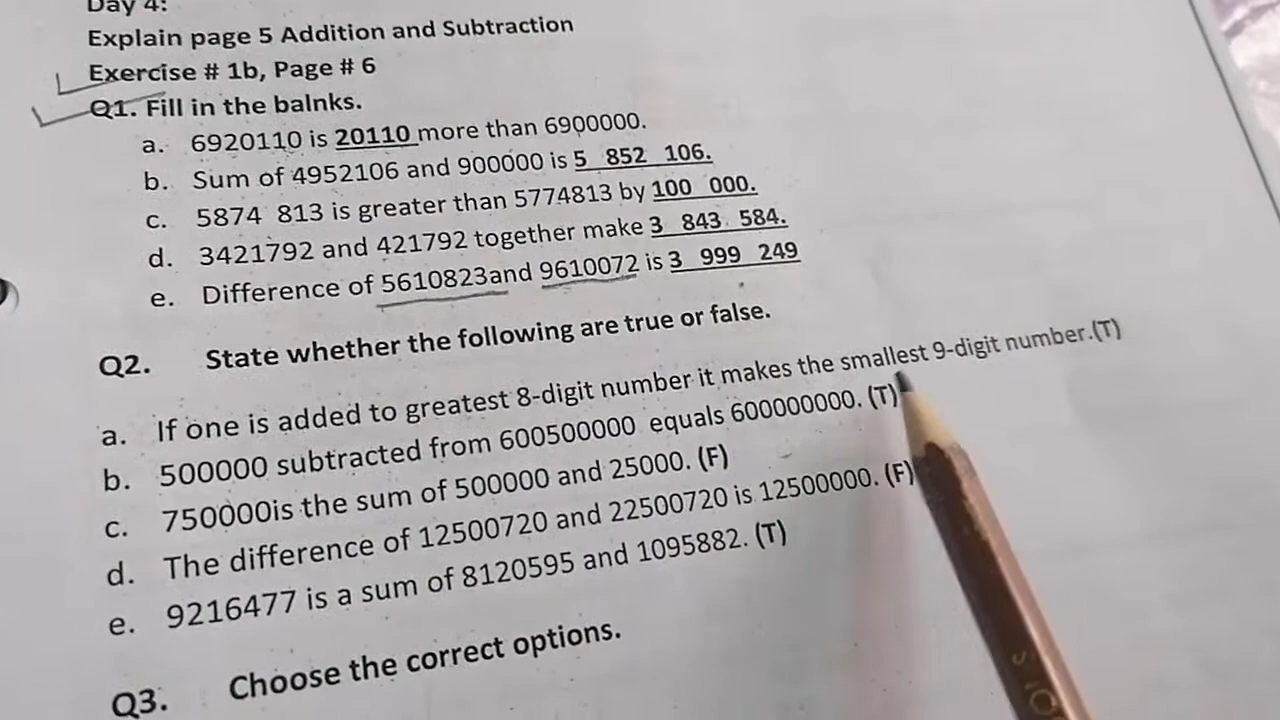 Day 4:
Explain page 5 Addition and Subtraction
Exercise # 1b, Page # 6
Q1. Fill in the balnks.
a. 6920110 is 20110 more than 6900000.
b. Sum of 4952106 and 900000 is 5 852 106.
c. 5874 813 is greater than 5774813 by 100 000.
d. 3421792 and 421792 together make 3 843 584.
e. Difference of 5610823and 9610072 is 3 999 249
Q2. State whether the following are true or false.
a. If one is added to greatest 8-digit number it makes the smallest 9-digit number.(T)
b. 500000 subtracted from 600500000 equals 600000000. (T)
c. 750000is the sum of 500000 and 25000. (F)
d. The difference of 12500720 and 22500720 is 12500000. (F)
e. 9216477 is a sum of 8120595 and 1095882. (T)
Q3. Choose the correct options.